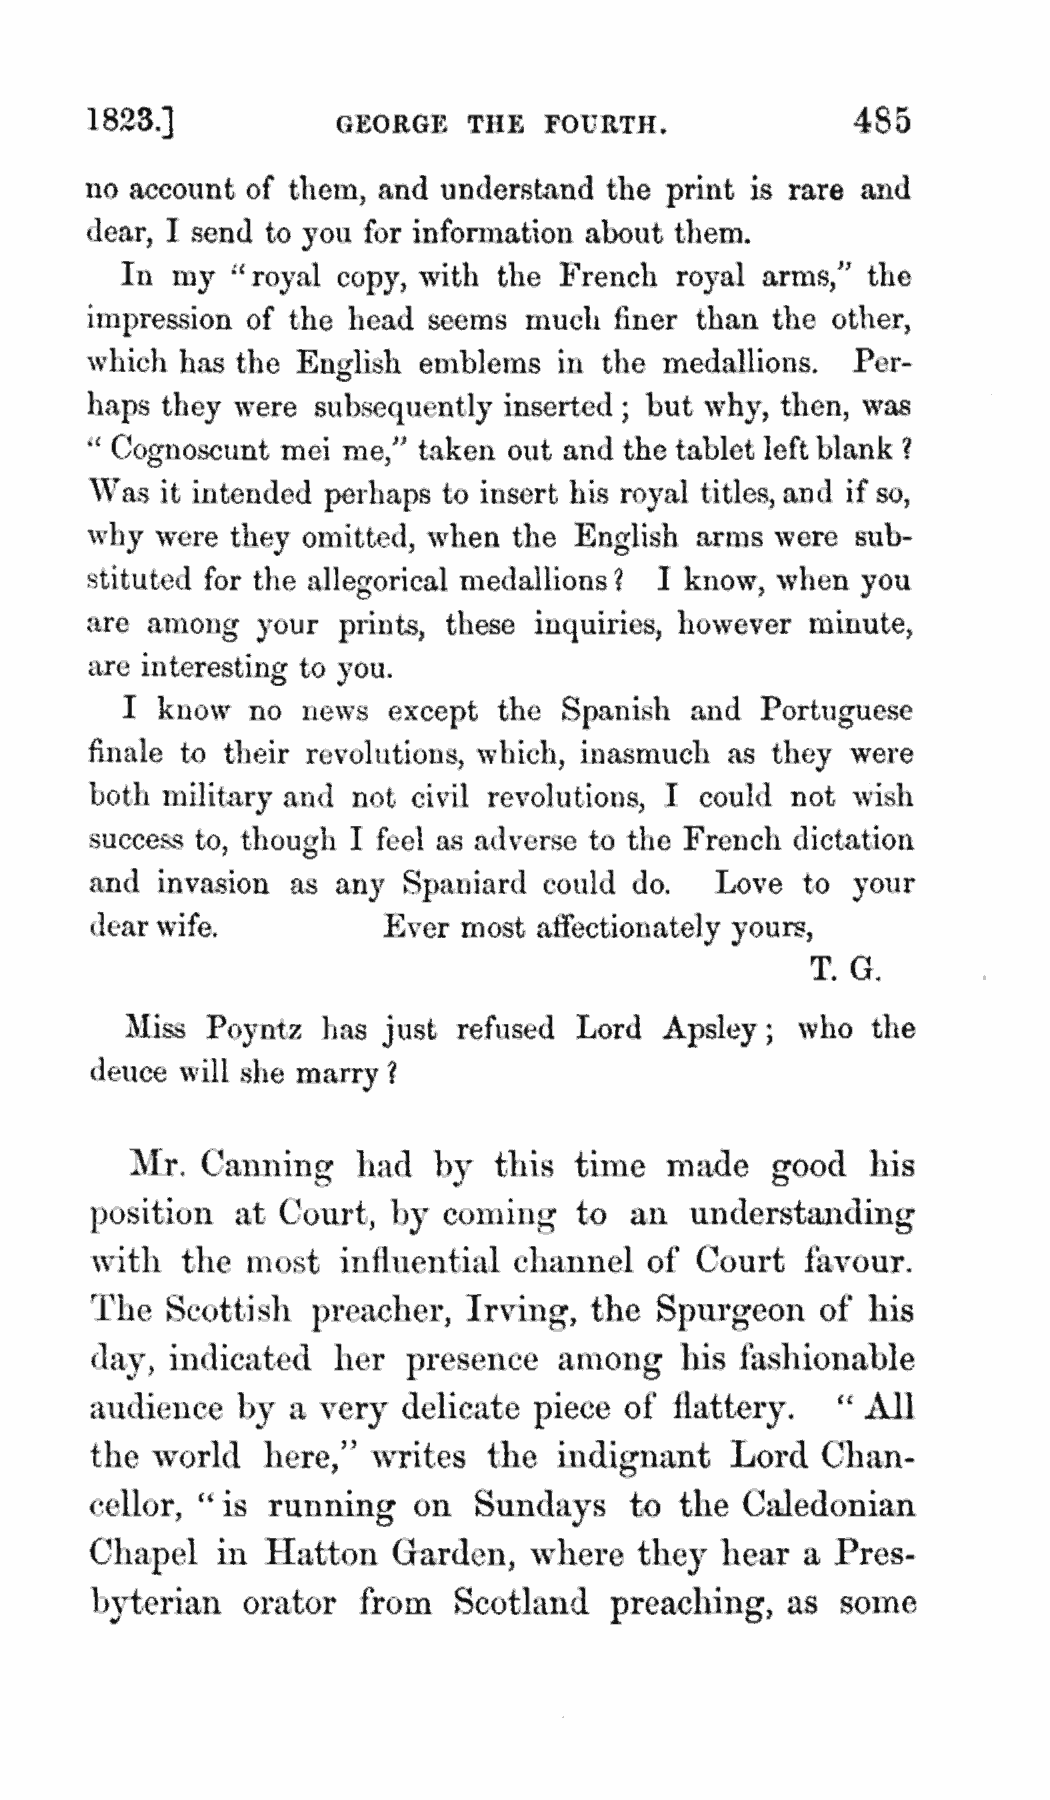 1823.] GEORGE THE FOURTH. 485
no account of them, and understand the print is rare and
dear, I send to you for information about them.
In my "royal copy, with the French royal arms," the
impression of the head seems much finer than the other,
which has the English emblems in the medallions. Per-
haps they were subsequently inserted; but why, then, was
"Cognoscunt mei me," taken out and the tablet left blank?
Was it intended perhaps to insert his royal titles, and if so,
why were they omitted, when the English arms were sub-
stituted for the allegorical medallions? I know, when you
are among your prints, these inquiries, however minute,
are interesting to you.
I know no news except the Spanish and Portuguese
finale to their revolutions, which, inasmuch as they were
both military and not civil revolutions, I could not wish
success to, though I feel as adverse to the French dictation
and invasion as any Spaniard could do. Love to your
dear wife. Ever most affectionately yours,
T. G.
Miss Poyntz has just refused Lord Apsley; who the
deuce will she marry?
Mr. Canning had by this time made good his
position at Court, by coming to an understanding
with the most influential channel of Court favour.
The Scottish preacher, Irving, the Spurgeon of his
day, indicated her presence among his fashionable
audience by a very delicate piece of flattery. "All
the world here," writes the indignant Lord Chan-
cellor, "is running on Sundays to the Caledonian
Chapel in Hatton Garden, where they hear a Pres-
byterian orator from Scotland preaching, as some